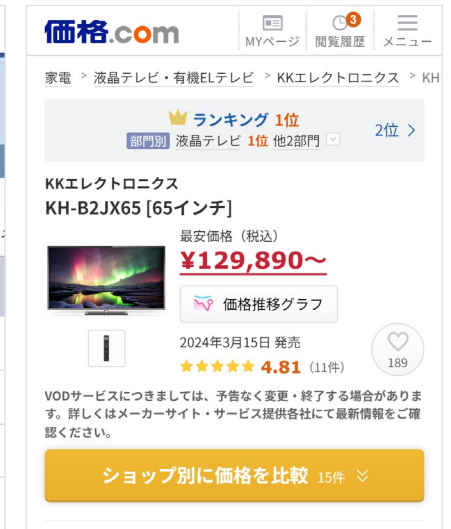 価格.com
MYページ
3
閲覧履歴
メニュー
家電 > 液晶テレビ・有機ELテレビ > KKエレクトロニクス > KH
ランキング 1位
部門別 液晶テレビ 1位 他2部門
2位 >
KKエレクトロニクス
KH-B2JX65 [65インチ]
最安価格（税込）
¥129,890～
価格推移グラフ
2024年3月15日 発売
★★★★★ 4.81 (11件)
189
VODサービスにつきましては、予告なく変更・終了する場合がありま
す。詳しくはメーカーサイト・サービス提供各社にて最新情報をご確
認ください。
ショップ別に価格を比較 15件